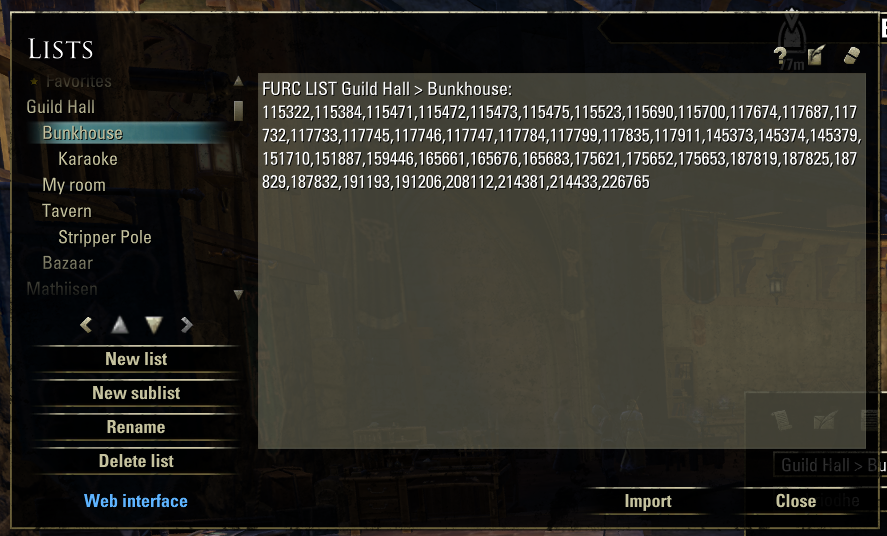 LISTS
Favorites
Guild Hall
Bunkhouse
Karaoke
My room
Tavern
Stripper Pole
Bazaar
Mathiisen
New list
New sublist
Rename
Delete list
Web interface
?
77m
FURC LIST Guild Hall > Bunkhouse:
115322,115384,115471,115472,115473,115475,115523,115690,115700,117674,117687,117
732,117733,117745,117746,117747,117784,117799,117835,117911,145373,145374,145379,
151710,151887,159446,165661,165676,165683,175621,175652,175653,187819,187825,187
829,187832,191193,191206,208112,214381,214433,226765
Guild Hall > Bu
Import
Close